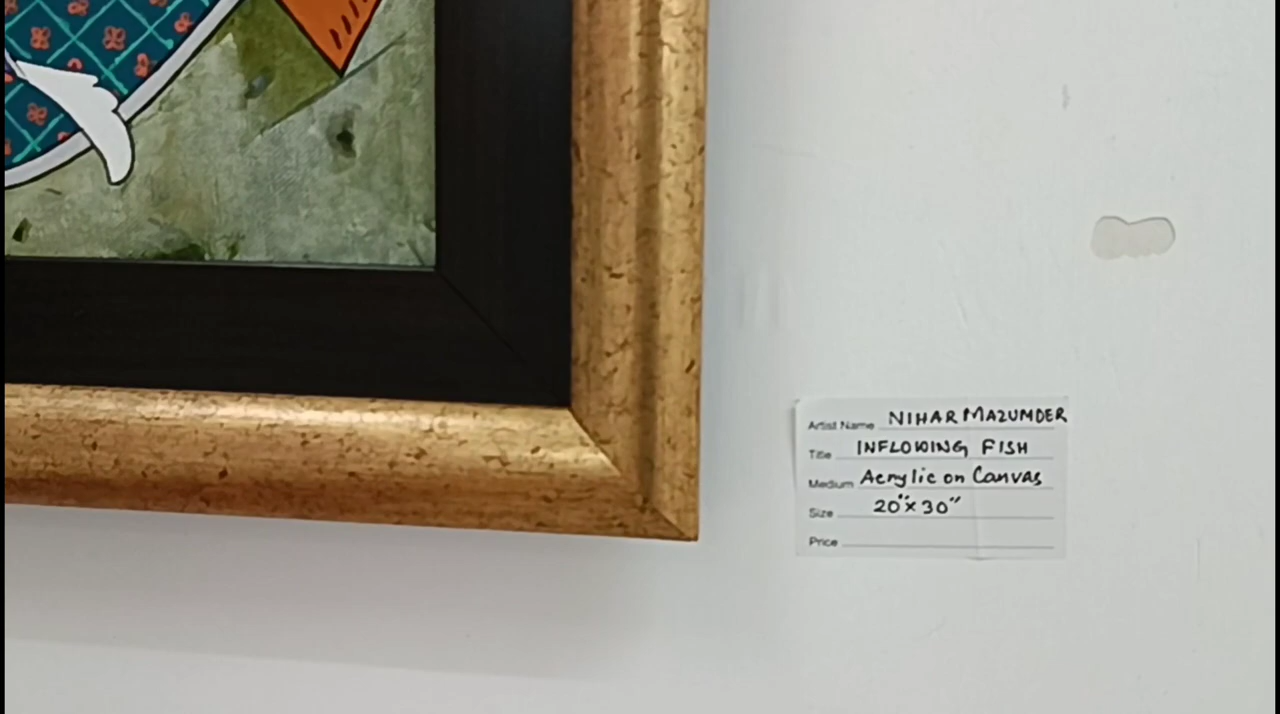 Artist Name NIHAR MAZUMDER
Title INFLOWING FISH
Medium Acrylic on Canvas
Size 20"x 30"
Price